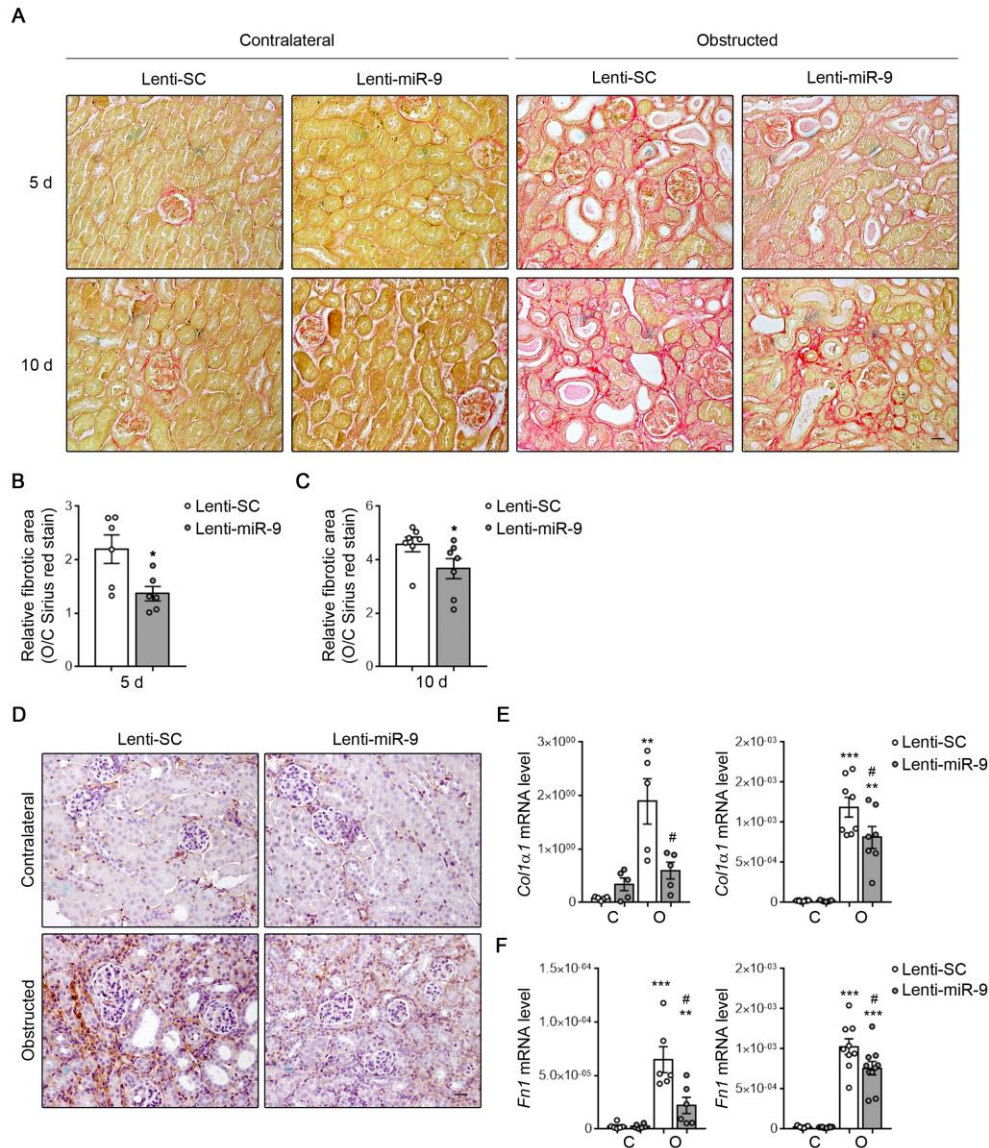 A
Contralateral
Obstructed
Lenti-SC
Lenti-miR-9
Lenti-SC
Lenti-miR-9
5 d
10 d
B
Relative fibrotic area
(O/C Sirius red stain)
3
2
1
0
*
5 d
Lenti-SC
Lenti-miR-9
C
Relative fibrotic area
(O/C Sirius red stain)
6
4
2
0
*
10 d
Lenti-SC
Lenti-miR-9
D
Lenti-SC
Lenti-miR-9
Contralateral
Obstructed
E
Col1α1 mRNA level
3×10⁰⁰
2×10⁰⁰
1×10⁰⁰
0
**
#
C
O
Col1α1 mRNA level
2×10⁻⁰³
2×10⁻⁰³
1×10⁻⁰³
5×10⁻⁰⁴
0
***
#
**
C
O
Lenti-SC
Lenti-miR-9
F
Fn1 mRNA level
1.5×10⁻⁰⁴
1.0×10⁻⁰⁴
5.0×10⁻⁰⁵
0
***
#
**
C
O
Fn1 mRNA level
2×10⁻⁰³
2×10⁻⁰³
1×10⁻⁰³
5×10⁻⁰⁴
0
***
#
***
C
O
Lenti-SC
Lenti-miR-9